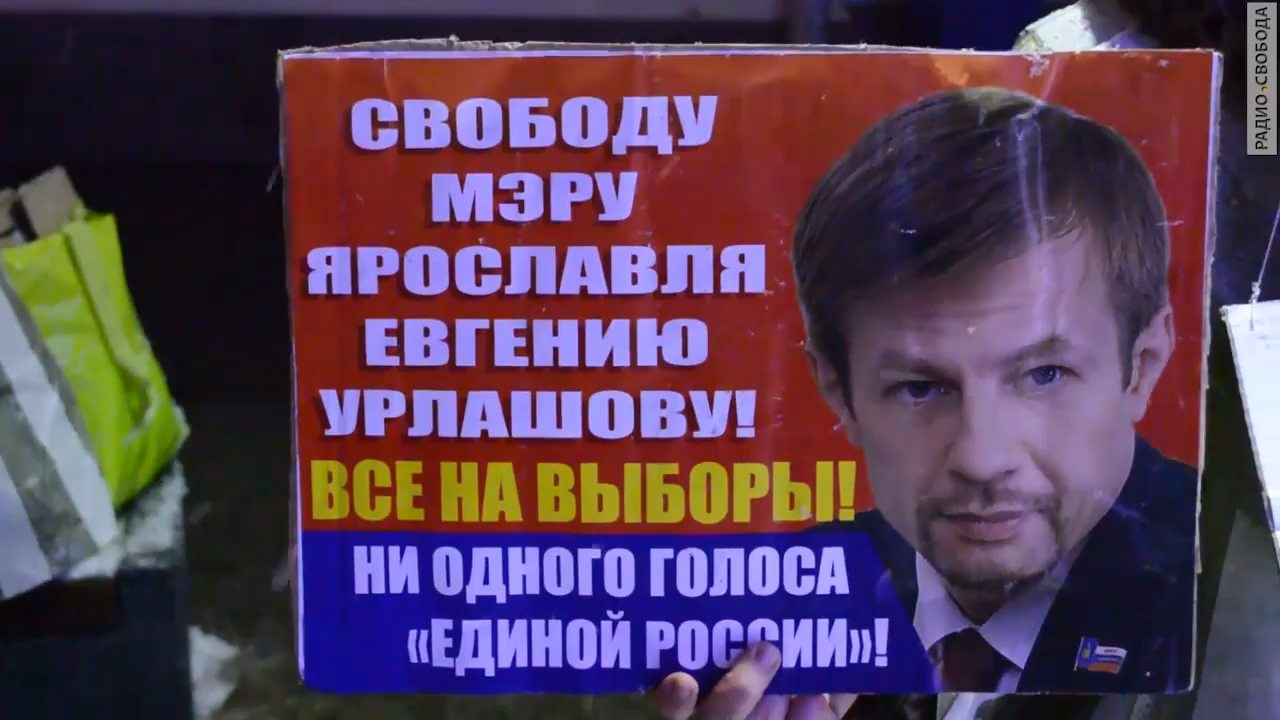 СВОБОДУ
МЭРУ
ЯРОСЛАВЛЯ
ЕВГЕНИЮ
УРЛАШОВУ!
ВСЕ НА ВЫБОРЫ!
НИ ОДНОГО ГОЛОСА
«ЕДИНОЙ РОССИИ»!
РАДИО СВОБОДА